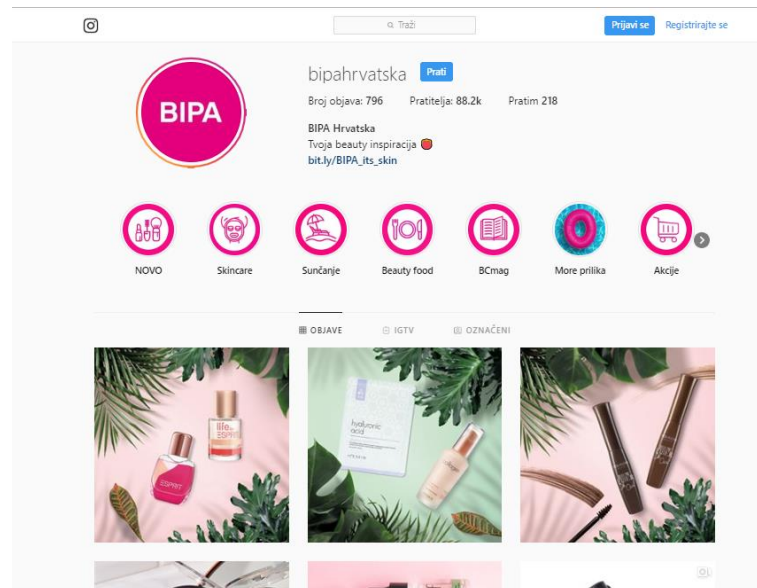 Traži
Prijavi se
Registrirajte se
BIPA
bipahrvatska
Prati
Broj objava: 796
Pratitelja: 88.2k
Pratim 218
BIPA Hrvatska
Tvoja beauty inspiracija
bit.ly/BIPA_its_skin
NOVO
Skincare
Sunčanje
Beauty food
BCmag
More prilika
Akcije
OBJAVE
IGTV
OZNAČENI
life by
ESPRIT
ESPRIT
hyaluronic
acid